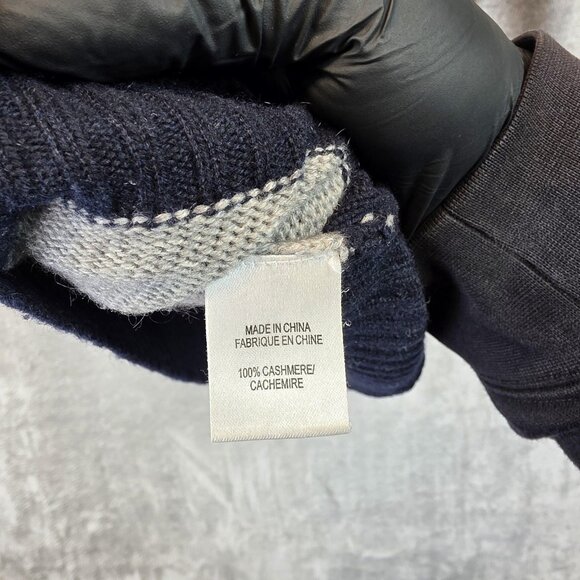 MADE IN CHINA
FABRIQUE EN CHINE
100% CASHMERE/
CACHEMIRE